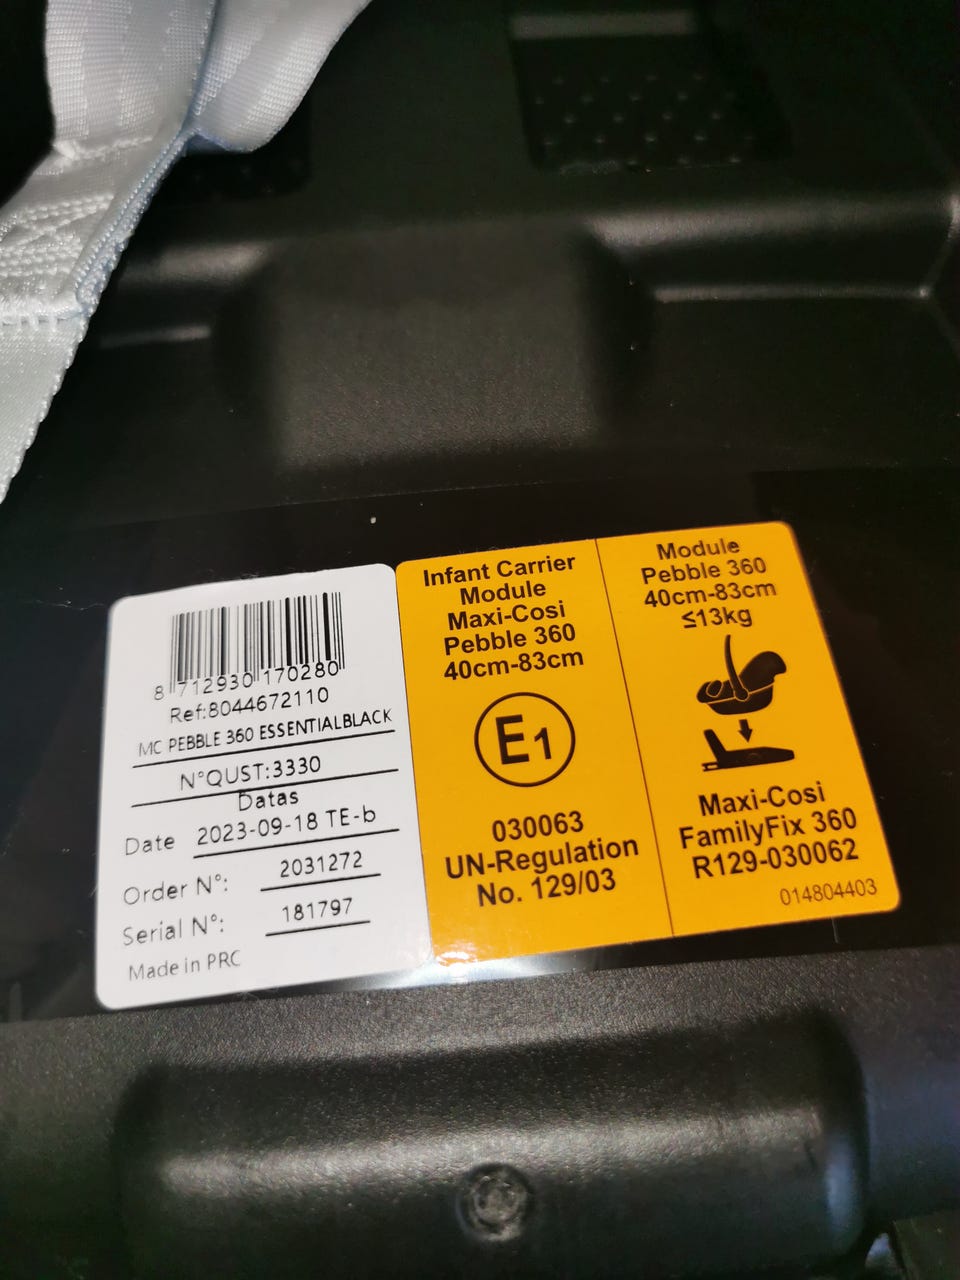 8 712930 170280
Ref:8044672110
MC PEBBLE 360 ESSENTIALBLACK
N°QUST:3330
Datas
Date 2023-09-18 TE-b
Order N°: 2031272
Serial N°: 181797
Made in PRC
Infant Carrier
Module
Maxi-Cosi
Pebble 360
40cm-83cm
E1
030063
UN-Regulation
No. 129/03
Module
Pebble 360
40cm-83cm
≤13kg
Maxi-Cosi
FamilyFix 360
R129-030062
014804403